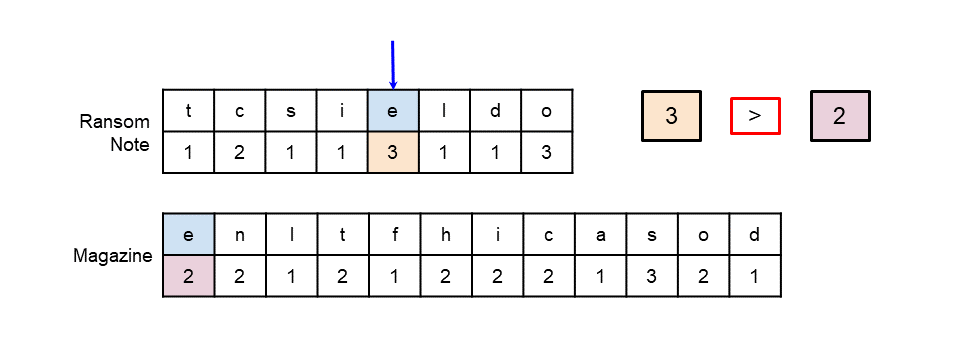 Ransom Note
t c s i e l d o
1 2 1 1 3 1 1 3
3 > 2
Magazine
e n l t f h i c a s o d
2 2 1 2 1 2 2 2 1 3 2 1